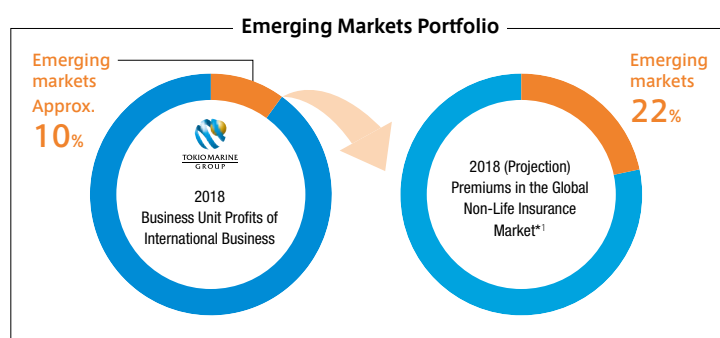 Emerging Markets Portfolio
Emerging
markets
Approx.
10%
TOKIO MARINE
GROUP
2018
Business Unit Profits of
International Business
2018 (Projection)
Premiums in the Global
Non-Life Insurance
Market*1
Emerging
markets
22%